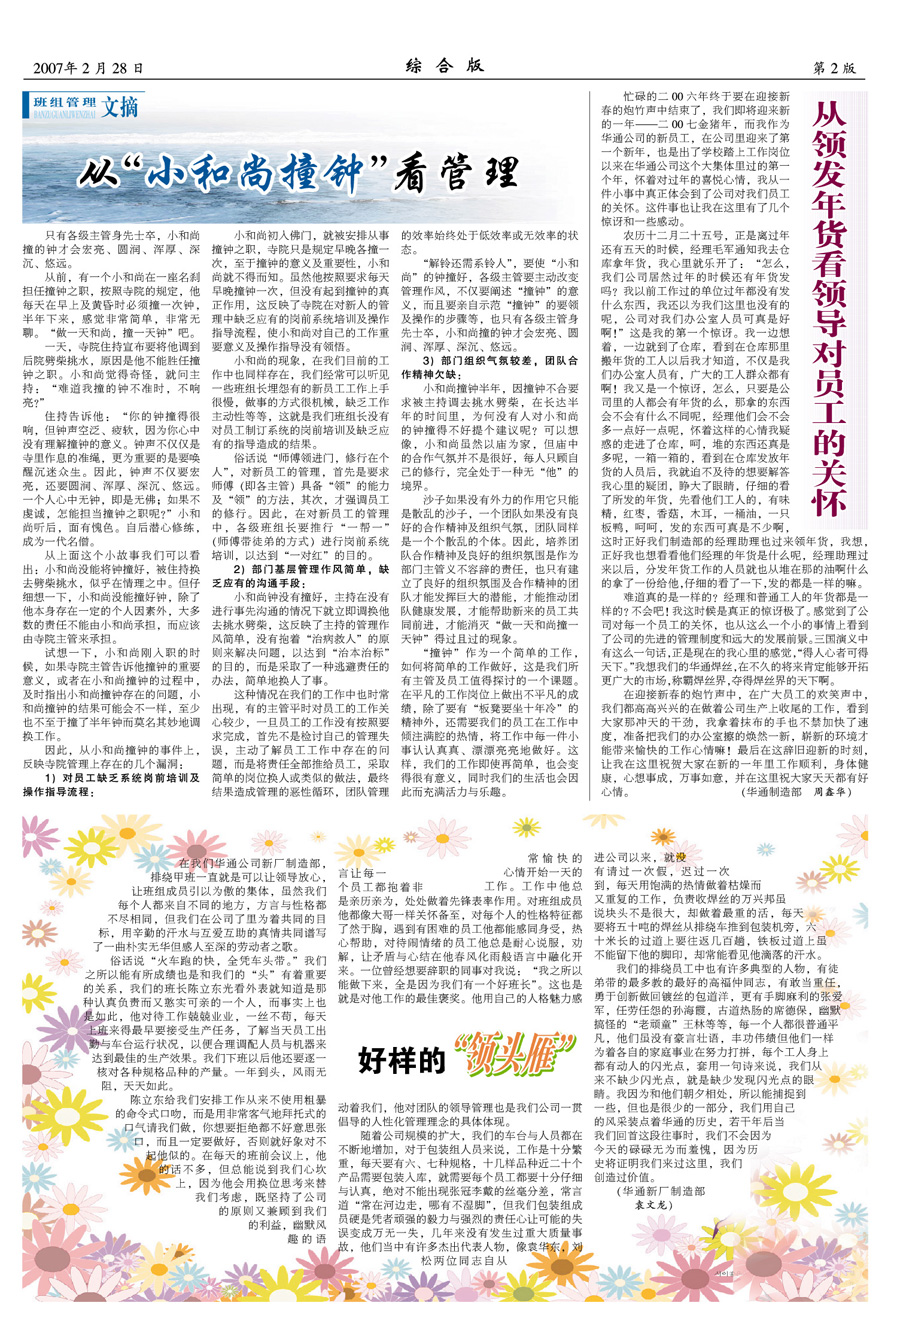 2007年 2 月 28 日
综 合 版
第 2 版
班组管理
BANZUGUANLIWENZHAI
文摘
从“小和尚撞钟”看管理
只有各级主管身先士卒，小和尚
撞的钟才会宏亮、圆润、浑厚、深
沉、悠远。
从前，有一个小和尚在一座名刹
担任撞钟之职，按照寺院的规定，他
每天在早上及黄昏时必须撞一次钟，
半年下来，感觉非常简单，非常无
聊。“做一天和尚，撞一天钟”吧。
一天，寺院住持宣布要将他调到
后院劈柴挑水，原因是他不能胜任撞
钟之职。小和尚觉得奇怪，就问主
持：“难道我撞的钟不准时，不响
亮？”
住持告诉他：“你的钟撞得很
响，但钟声空泛、疲软，因为你心中
没有理解撞钟的意义。钟声不仅仅是
寺里作息的准绳，更为重要的是要唤
醒沉迷众生。因此，钟声不仅要宏
亮，还要圆润、浑厚、深沉、悠远。
一个人心中无钟，即是无佛；如果不
虔诚，怎能担当撞钟之职呢？”小和
尚听后，面有愧色。自后潜心修练，
成为一代名僧。
从上面这个小故事我们可以看
出：小和尚没能将钟撞好，被住持换
去劈柴挑水，似乎在情理之中。但仔
细想一下，小和尚没能撞好钟，除了
他本身存在一定的个人因素外，大多
数的责任不能由小和尚承担，而应该
由寺院主管来承担。
试想一下，小和尚刚入职的时
候，如果寺院主管告诉他撞钟的重要
意义，或者在小和尚撞钟的过程中，
及时指出小和尚撞钟存在的问题，小
和尚撞钟的结果可能会不一样，至少
也不至于撞了半年钟而莫名其妙地调
换工作。
因此，从小和尚撞钟的事件上，
反映寺院管理上存在的几个漏洞：
1）对员工缺乏系统岗前培训及
操作指导流程：
小和尚初入佛门，就被安排从事
撞钟之职，寺院只是规定早晚各撞一
次，至于撞钟的意义及重要性，小和
尚就不得而知。虽然他按照要求每天
早晚撞钟一次，但没有起到撞钟的真
正作用，这反映了寺院在对新人的管
理中缺乏应有的岗前系统培训及操作
指导流程，使小和尚对自己的工作重
要意义及操作指导没有领悟。
小和尚的现象，在我们目前的工
作中也同样存在，我们经常可以听见
一些班组长埋怨有的新员工工作上手
很慢，做事的方式很机械，缺乏工作
主动性等等，这就是我们班组长没有
对员工制订系统的岗前培训及缺乏应
有的指导造成的结果。
俗话说“师傅领进门，修行在个
人”，对新员工的管理，首先是要求
师傅（即各主管）具备“领”的能力
及“领”的方法，其次，才强调员工
的修行。因此，在对新员工的管理
中，各级班组长要推行“一帮一”
(师傅带徒弟的方式) 进行岗前系统
培训，以达到“一对红”的目的。
2）部门基层管理作风简单，缺
乏应有的沟通手段：
小和尚钟没有撞好，主持在没有
进行事先沟通的情况下就立即调换他
去挑水劈柴，这反映了主持的管理作
风简单，没有抱着“治病救人”的原
则来解决问题，以达到“治本治标”
的目的，而是采取了一种逃避责任的
办法，简单地换人了事。
这种情况在我们的工作中也时常
出现，有的主管平时对员工的工作关
心较少，一旦员工的工作没有按照要
求完成，首先不是检讨自己的管理失
误，主动了解员工工作中存在的问
题，而是将责任全部推给员工，采取
简单的岗位换人或类似的做法，最终
结果造成管理的恶性循环，团队管理
的效率始终处于低效率或无效率的状
态。
“解铃还需系铃人”，要使“小和
尚”的钟撞好，各级主管要主动改变
管理作风，不仅要阐述“撞钟”的意
义，而且要亲自示范“撞钟”的要领
及操作的步骤等，也只有各级主管身
先士卒，小和尚撞的钟才会宏亮、圆
润、浑厚、深沉、悠远。
3）部门组织气氛较差，团队合
作精神欠缺：
小和尚撞钟半年，因撞钟不合要
求被主持调去挑水劈柴，在长达半
年的时间里，为何没有人对小和尚
的钟撞得不好提个建议呢？可以想
像，小和尚虽然以庙为家，但庙中
的合作气氛并不是很好，每人只顾自
己的修行，完全处于一种无“他”的
境界。
沙子如果没有外力的作用它只能
是散乱的沙子，一个团队如果没有良
好的合作精神及组织气氛，团队同样
是一个个散乱的个体。因此，培养团
队合作精神及良好的组织氛围是作为
部门主管义不容辞的责任，也只有建
立了良好的组织氛围及合作精神的团
队才能发挥巨大的潜能，才能推动团
队健康发展，才能帮助新来的员工共
同前进，才能消灭“做一天和尚撞一
天钟”得过且过的现象。
“撞钟”作为一个简单的工作，
如何将简单的工作做好，这是我们所
有主管及员工值得探讨的一个课题。
在平凡的工作岗位上做出不平凡的成
绩，除了要有“板凳要坐十年冷”的
精神外，还需要我们的员工在工作中
倾注满腔的热情，将工作中每一件小
事认认真真、漂漂亮亮地做好。这
样，我们的工作即使再简单，也会变
得很有意义，同时我们的生活也会因
此而充满活力与乐趣。
从领发年货看领导对员工的关怀
忙碌的二 00 六年终于要在迎接新
春的炮竹声中结束了，我们即将迎来新
的一年——二 00 七金猪年，而我作为
华通公司的新员工，在公司里迎来了第
一个新年，也是出了学校踏上工作岗位
以来在华通公司这个大集体里过的第一
个年，怀着对过年的喜悦心情，我从一
件小事中真正体会到了公司对我们员工
的关怀。这件事也让我在这里有了几个
惊讶和一些感动。
农历十二月二十五号，正是离过年
还有五天的时候，经理毛军通知我去仓
库拿年货，我心里就乐开了：“怎么，
我们公司居然过年的时候还有年货发
吗？我以前工作过的单位过年都没有发
什么东西，我还以为我们这里也没有的
呢，公司对我们办公室人员可真是好
啊！”这是我的第一个惊讶。我一边想
着，一边就到了仓库，看到在仓库那里
搬年货的工人以后我才知道，不仅是我
们办公室人员有，广大的工人群众都有
啊！我又是一个惊讶，怎么，只要是公
司里的人都会有年货的么，那拿的东西
会不会有什么不同呢，经理他们会不会
多一点好一点呢，怀着这样的心情我疑
惑的走进了仓库，呵，堆的东西还真是
多呢，一箱一箱的，看到在仓库发放年
货的人员后，我就迫不及待的想要解答
我心里的疑团，睁大了眼睛，仔细的看
了所发的年货，先看他们工人的，有味
精，红枣，香菇，木耳，一桶油，一只
板鸭，呵呵，发的东西可真是不少啊，
这时正好我们制造部的经理助理也过来领年货，我想，
正好我也想看看他们经理的年货是什么呢，经理助理过
来以后，分发年货工作的人员就也从堆在那的油啊什么
的拿了一份给他,仔细的看了一下,发的都是一样的嘛。
难道真的是一样的？经理和普通工人的年货都是一
样的？不会吧！我这时候是真正的惊讶极了。感觉到了公
司对每一个员工的关怀，也从这么一个小的事情上看到
了公司的先进的管理制度和远大的发展前景。三国演义中
有这么一句话,正是现在的我心里的感觉,“得人心者可得
天下。”我想我们的华通焊丝,在不久的将来肯定能够开拓
更广大的市场,称霸焊丝界,夺得焊丝界的天下啊。
在迎接新春的炮竹声中，在广大员工的欢笑声中，
我们都高高兴兴的在做着公司生产上收尾的工作，看到
大家那冲天的干劲，我拿着抹布的手也不禁加快了速
度，准备把我们的办公室擦的焕然一新，崭新的环境才
能带来愉快的工作心情嘛！最后在这辞旧迎新的时刻，
让我在这里祝贺大家在新的一年里工作顺利，身体健
康，心想事成，万事如意，并在这里祝大家天天都有好
心情。 （华通制造部 周鑫华）
在我们华通公司新厂制造部，
排绕甲班一直就是可以让领导放心，
让班组成员引以为傲的集体，虽然我们
每个人都来自不同的地方，方言与性格都
不尽相同，但我们在公司了里为着共同的目
标，用辛勤的汗水与互爱互助的真情共同谱写
了一曲朴实无华但感人至深的劳动者之歌。
俗话说“火车跑的快，全凭车头带。”我们
之所以能有所成绩也是和我们的“头”有着重要
的关系，我们的班长陈立东光看外表就知道是那
种认真负责而又憨实可亲的一个人，而事实上也
是如此，他对待工作兢兢业业，一丝不苟，每天
上班来得最早要接受生产任务，了解当天员工出
勤与车台运行状况，以便合理调配人员与机器来
达到最佳的生产效果。我们下班以后他还要逐一
核对各种规格品种的产量。一年到头，风雨无
阻，天天如此。
陈立东给我们安排工作从来不使用粗暴
的命令式口吻，而是用非常客气地拜托式的
口气请我们做，你想要拒绝都不好意思张
口，而且一定要做好，否则就好象对不
起他似的。在每天的班前会议上，他
的话不多，但总能说到我们心坎
上，因为他会用换位思考来替
我们考虑，既坚持了公司
的原则又兼顾到我们
的利益，幽默风
趣的语
言让每一
个员工都抱着非
常愉快的
心情开始一天的
工作。工作中他总
是亲历亲为，处处做着先锋表率作用。对班组成员
他都像大哥一样关怀备至，对每个人的性格特征都
了然于胸，遇到有困难的员工他都能感同身受，热
心帮助，对待闹情绪的员工他总是耐心说服，劝
解，让矛盾与心结在他春风化雨般语言中融化开
来。一位曾经想要辞职的同事对我说：“我之所以
能做下来，全是因为我们有一个好班长”。这也是
就是对他工作的最佳褒奖。他用自己的人格魅力感
好样的“领头雁”
动着我们，他对团队的领导管理也是我们公司一贯
倡导的人性化管理理念的具体体现。
随着公司规模的扩大，我们的车台与人员都在
不断地增加，对于包装组人员来说，工作是十分繁
重，每天要有六、七种规格，十几样品种近二十个
产品需要包装入库，就需要每个员工都要十分仔细
与认真，绝对不能出现张冠李戴的丝毫分差，常言
道“常在河边走，哪有不湿脚”，但我们包装组成
员硬是凭者顽强的毅力与强烈的责任心让可能的失
误变成万无一失，几年来没有发生过重大质量事
故，他们当中有许多杰出代表人物，像袁华东，刘
松两位同志自从
进公司以来，就没
有请过一次假，迟过一次
到，每天用饱满的热情做着枯燥而
又重复的工作，负责收焊丝的万兴邦虽
说块头不是很大，却做着最重的活，每天
要将五十吨的焊丝从排绕车推到包装机旁，六
十米长的过道上要往返几百趟，铁板过道上虽
不能留下他的脚印，却常能看见他滴落的汗水。
我们的排绕员工中也有许多典型的人物，有徒
弟带的最多教的最好的高福仲同志，有敢当重任，
勇于创新做回镀丝的包道洋，更有手脚麻利的张爱
军，任劳任怨的孙海霞，古道热肠的席德保，幽默
搞怪的“老顽童”王林等等，每一个人都很普通平
凡，他们虽没有豪言壮语，丰功伟绩但他们一样
为着各自的家庭事业在努力打拼，每个工人身上
都有动人的闪光点，套用一句诗来说，我们从
来不缺少闪光点，就是缺少发现闪光点的眼
睛。我因为和他们朝夕相处，所以能捕捉到
一些，但也是很少的一部分，我们用自己
的风采装点着华通的历史，若干年后当
我们回首这段往事时，我们不会因为
今天的碌碌无为而羞愧，因为历
史将证明我们来过这里，我们
创造过价值。
（华通新厂制造部
袁文龙）